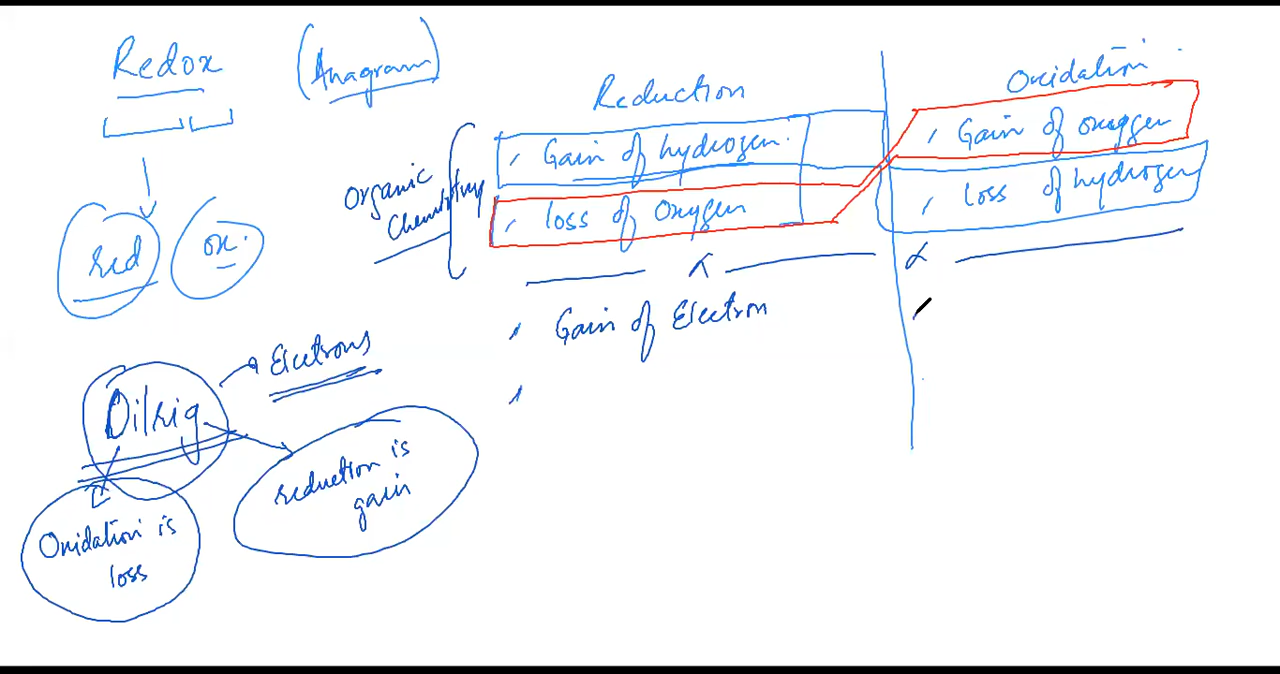 Redox (Anagram)
red ox.
Reduction Oxidation
Organic Chemistry
, Gain of hydrogen. , Gain of oxygen
, loss of Oxygen , loss of hydrogen
, Gain of Electron
Oilrig
Electrons
Oxidation is
loss
reduction is
gain